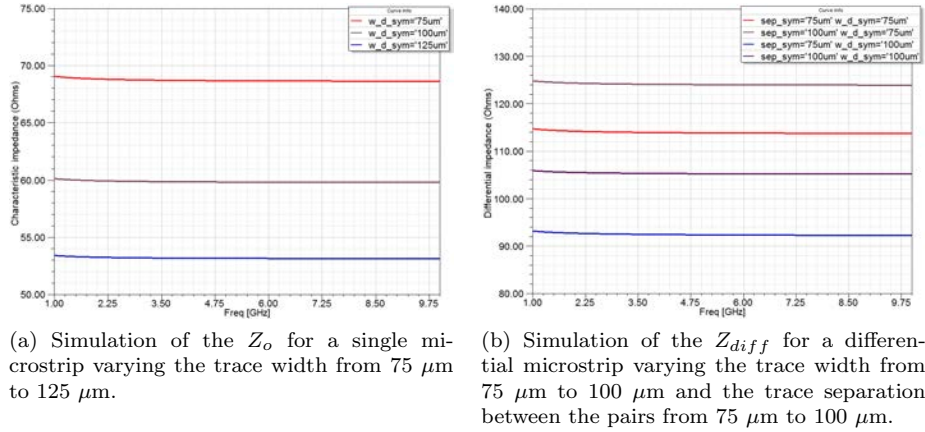 Curve Info
w_d_sym='75um'
w_d_sym='100um'
w_d_sym='125um'
75.00
70.00
65.00
60.00
55.00
50.00
Characteristic impedance (Ohms)
1.00 2.25 3.50 4.75 6.00 7.25 8.50 9.75
Freq [GHz]
(a) Simulation of the Zo for a single mi-
crostrip varying the trace width from 75 μm
to 125 μm.
Curve Info
sep_sym='75um' w_d_sym='75um'
sep_sym='100um' w_d_sym='75um'
sep_sym='75um' w_d_sym='100um'
sep_sym='100um' w_d_sym='100um'
140.00
130.00
120.00
110.00
100.00
90.00
80.00
Differential impedance (Ohms)
1.00 2.25 3.50 4.75 6.00 7.25 8.50 9.75
Freq [GHz]
(b) Simulation of the Zdiff for a differen-
tial microstrip varying the trace width from
75 μm to 100 μm and the trace separation
between the pairs from 75 μm to 100 μm.